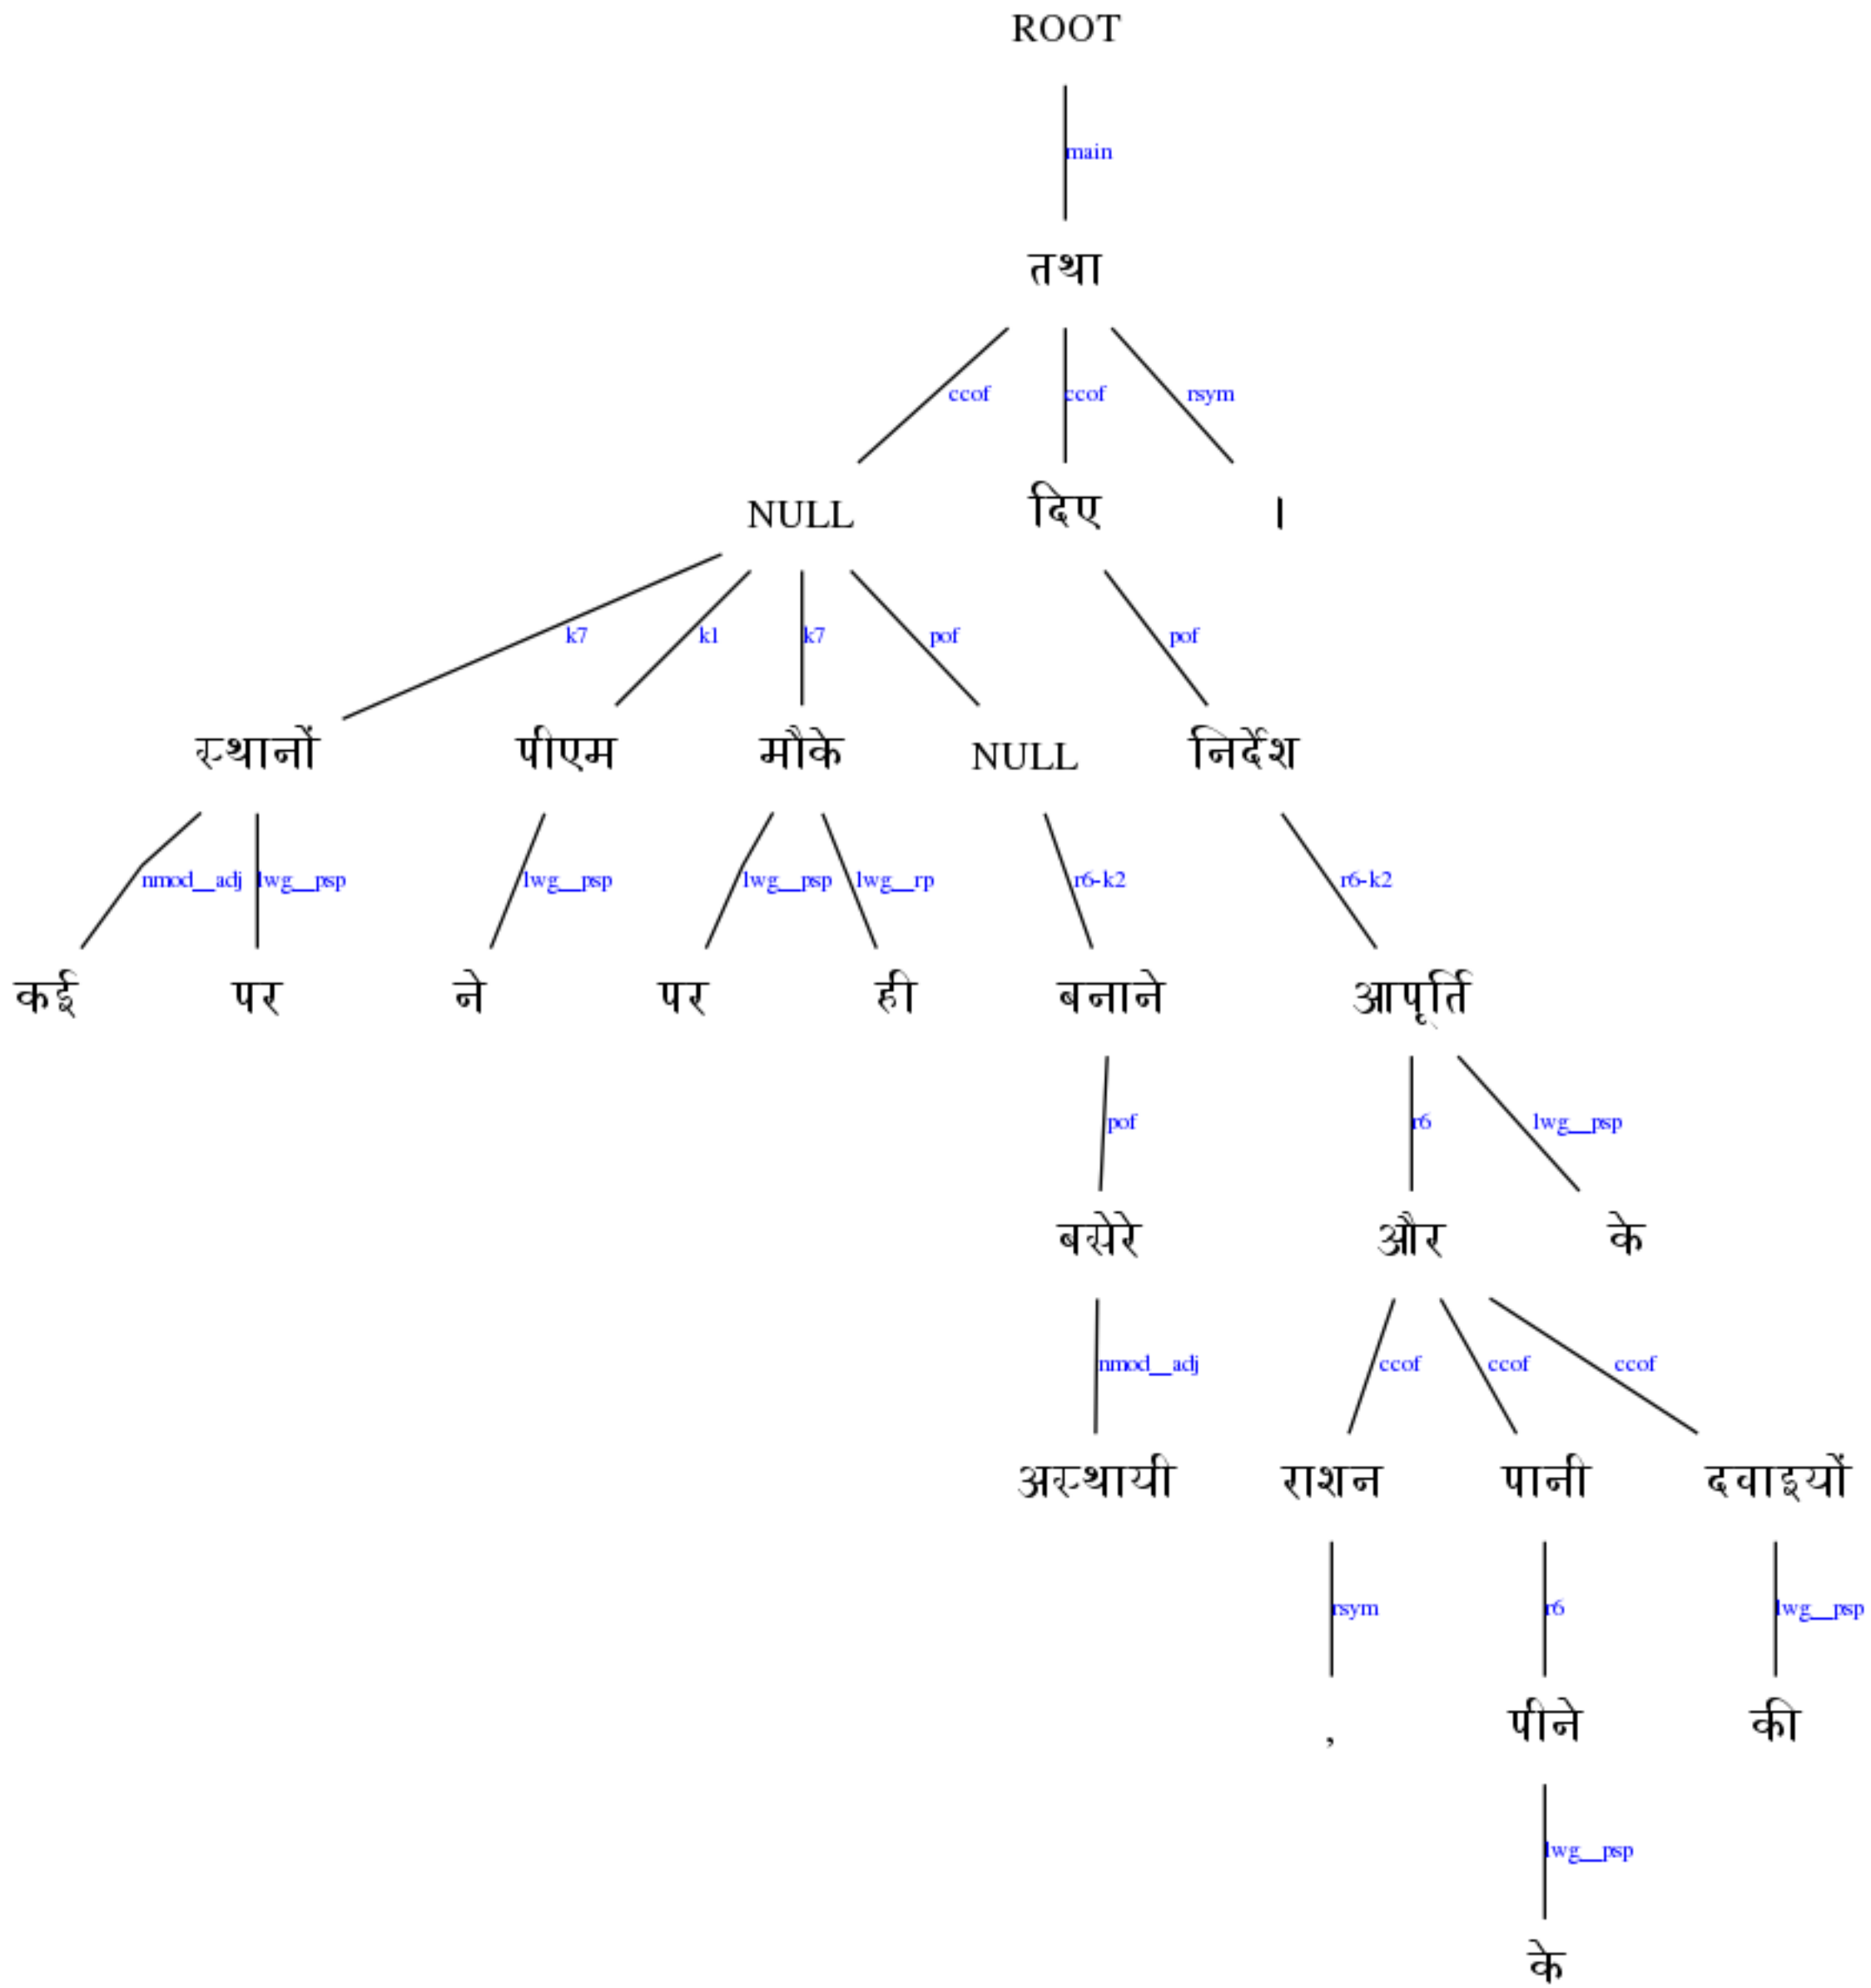 ROOT
main
तथा
ccof ccof rsym
NULL दिए ।
k7 k1 k7 pof pof
स्थानों पीएम मौके NULL निर्देश
nmod__adj lwg__psp lwg__psp lwg__psp lwg__rp r6-k2 r6-k2
कई पर ने पर ही बनाने आपूर्ति
pof r6 lwg__psp
बसेरे और के
nmod__adj ccof ccof ccof
अस्थायी राशन पानी दवाइयों
rsym r6 lwg__psp
, पीने की
lwg__psp
के